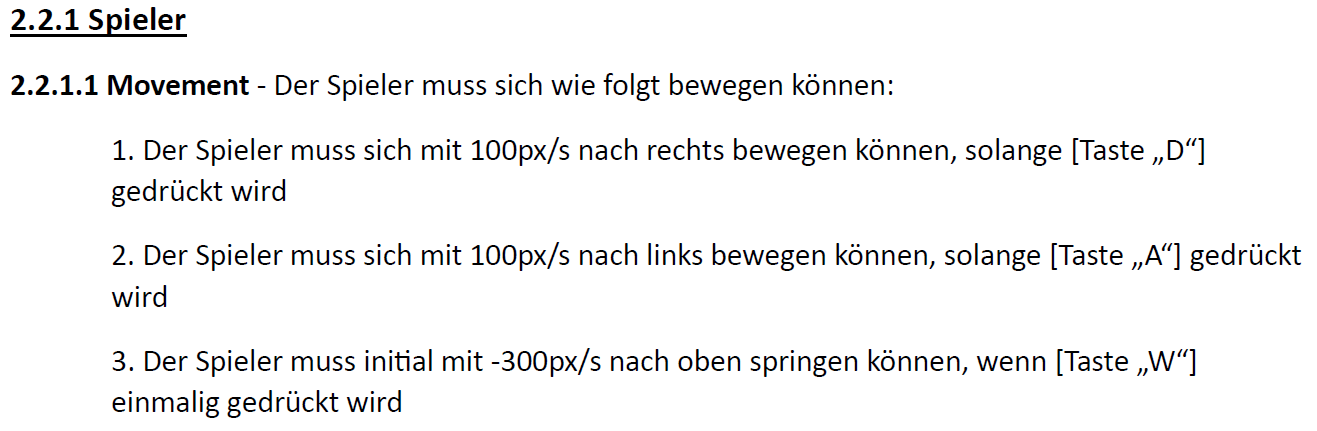 2.2.1 Spieler
2.2.1.1 Movement - Der Spieler muss sich wie folgt bewegen können:
1. Der Spieler muss sich mit 100px/s nach rechts bewegen können, solange [Taste „D“]
gedrückt wird
2. Der Spieler muss sich mit 100px/s nach links bewegen können, solange [Taste „A“] gedrückt
wird
3. Der Spieler muss initial mit -300px/s nach oben springen können, wenn [Taste „W“]
einmalig gedrückt wird